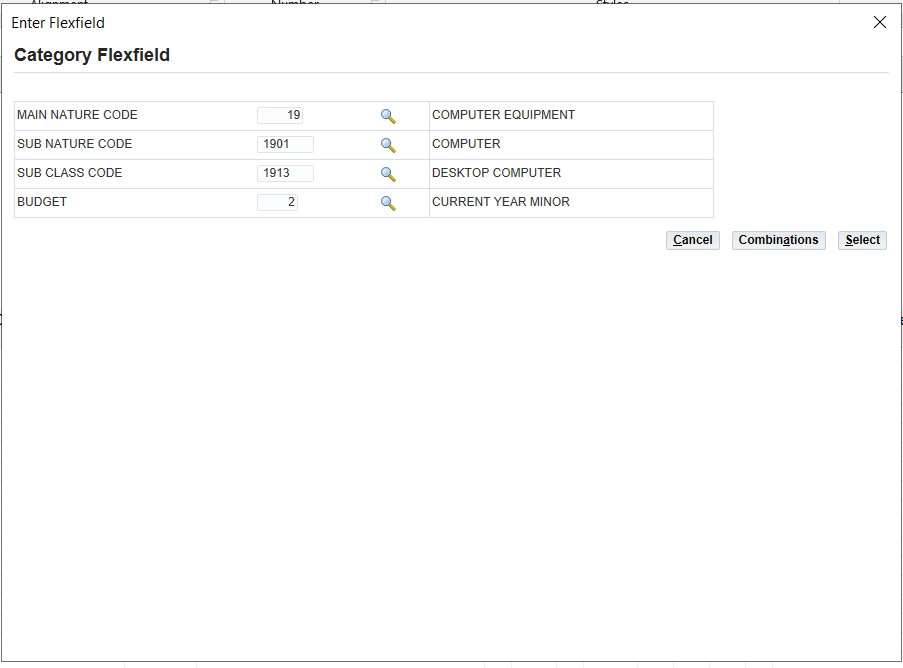 Enter Flexfield
Category Flexfield
MAIN NATURE CODE 19 COMPUTER EQUIPMENT
SUB NATURE CODE 1901 COMPUTER
SUB CLASS CODE 1913 DESKTOP COMPUTER
BUDGET 2 CURRENT YEAR MINOR
Cancel Combinations Select